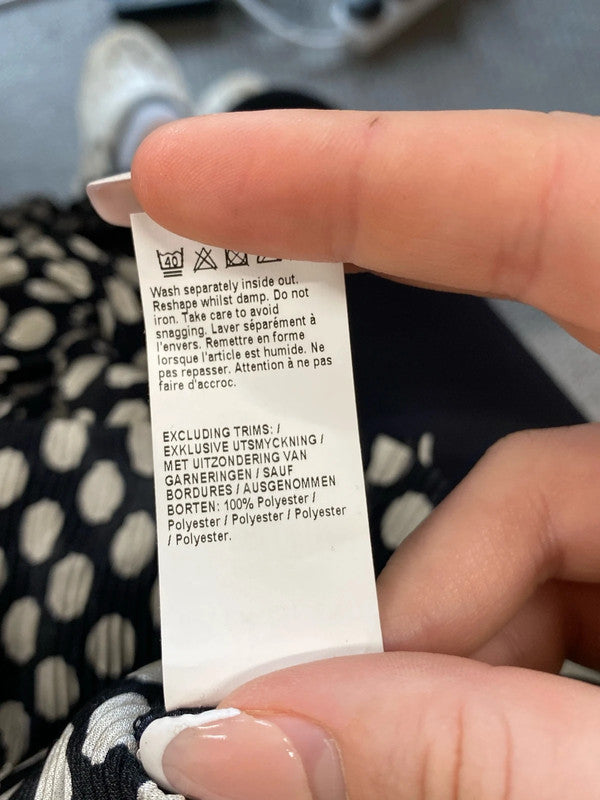 40
Wash separately inside out.
Reshape whilst damp. Do not
iron. Take care to avoid
snagging. Laver séparément à
l'envers. Remettre en forme
lorsque l'article est humide. Ne
pas repasser. Attention à ne pas
faire d'accroc.
EXCLUDING TRIMS: /
EXKLUSIVE UTSMYCKNING /
MET UITZONDERING VAN
GARNERINGEN / SAUF
BORDURES / AUSGENOMMEN
BORTEN: 100% Polyester /
Polyester / Polyester / Polyester
/ Polyester.